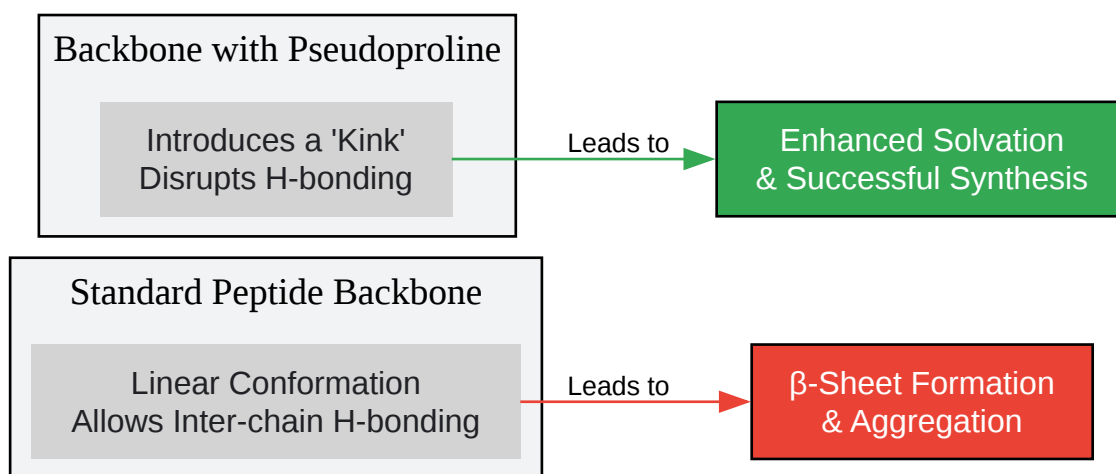 Backbone with Pseudoproline
Introduces a 'Kink'
Disrupts H-bonding
Leads to
Enhanced Solvation
& Successful Synthesis
Standard Peptide Backbone
Linear Conformation
Allows Inter-chain H-bonding
Leads to
β-Sheet Formation
& Aggregation